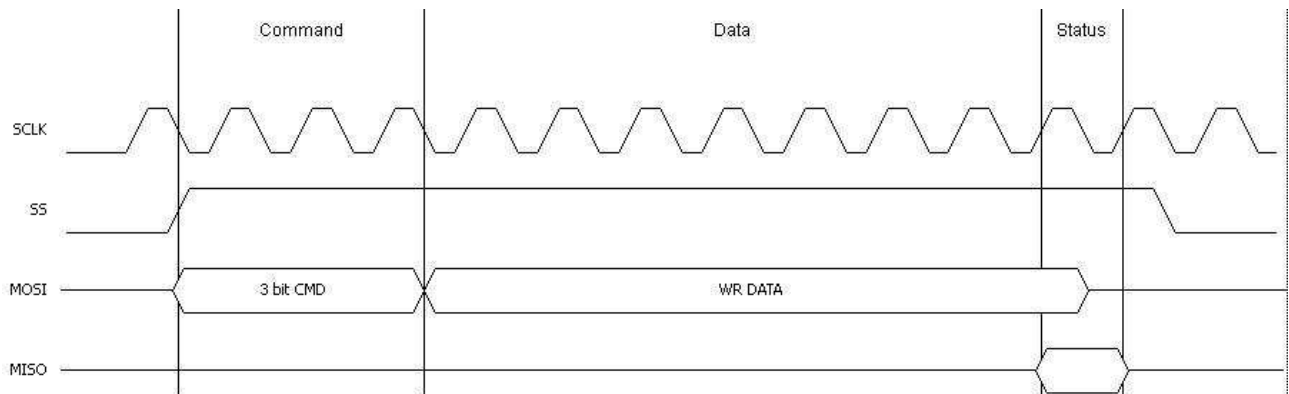 Command Data Status
SCLK
SS
MOSI 3 bit CMD WR DATA
MISO